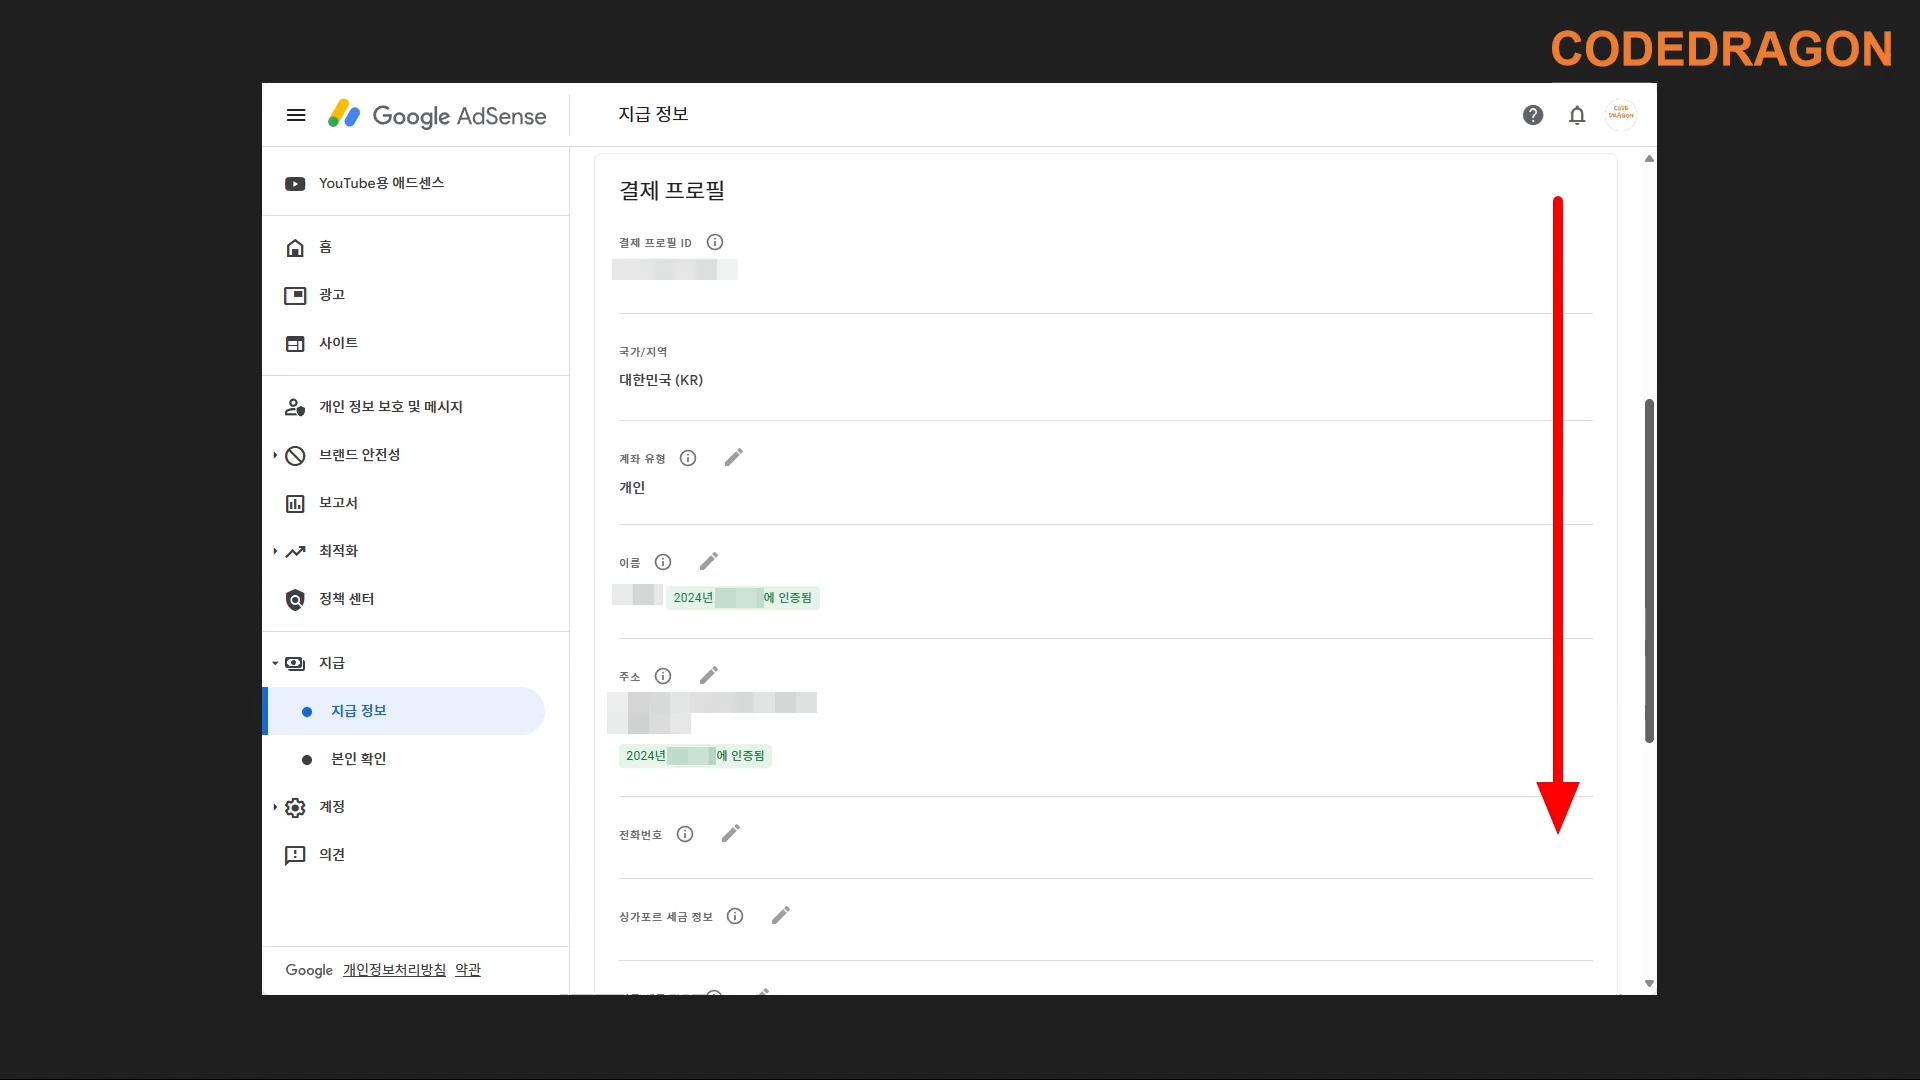 CODEDRAGON
Google AdSense
지급 정보
CODE
DRAGON
YouTube용 애드센스
홈
광고
사이트
개인 정보 보호 및 메시지
브랜드 안전성
보고서
최적화
정책 센터
지급
지급 정보
본인 확인
계정
의견
Google 개인정보처리방침 약관
결제 프로필
결제 프로필 ID
국가/지역
대한민국 (KR)
계좌 유형
개인
이름
2024년 에 인증됨
주소
2024년 에 인증됨
전화번호
싱가포르 세금 정보